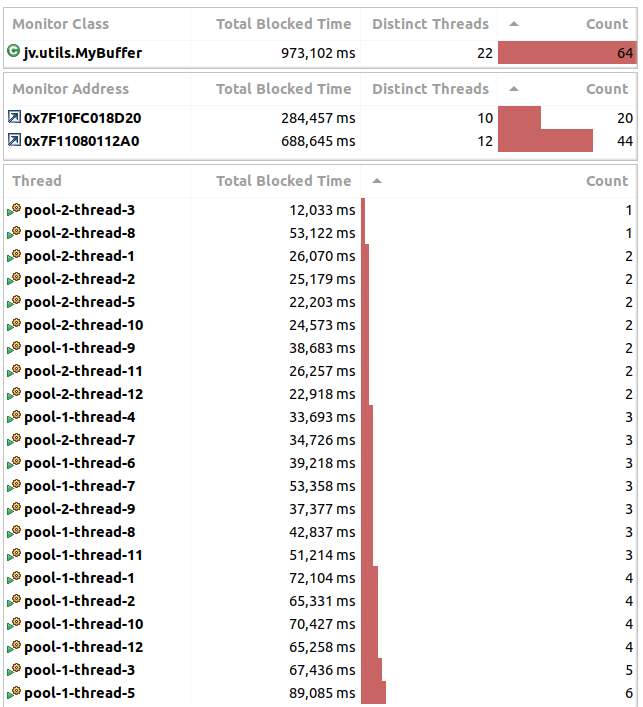 Monitor Class Total Blocked Time Distinct Threads Count
jv.utils.MyBuffer 973,102 ms 22 64
Monitor Address Total Blocked Time Distinct Threads Count
0x7F10FC018D20 284,457 ms 10 20
0x7F11080112A0 688,645 ms 12 44
Thread Total Blocked Time Count
pool-2-thread-3 12,033 ms 1
pool-2-thread-8 53,122 ms 1
pool-2-thread-1 26,070 ms 2
pool-2-thread-2 25,179 ms 2
pool-2-thread-5 22,203 ms 2
pool-2-thread-10 24,573 ms 2
pool-1-thread-9 38,683 ms 2
pool-2-thread-11 26,257 ms 2
pool-2-thread-12 22,918 ms 2
pool-1-thread-4 33,693 ms 3
pool-2-thread-7 34,726 ms 3
pool-1-thread-6 39,218 ms 3
pool-1-thread-7 53,358 ms 3
pool-2-thread-9 37,377 ms 3
pool-1-thread-8 42,837 ms 3
pool-1-thread-11 51,214 ms 3
pool-1-thread-1 72,104 ms 4
pool-1-thread-2 65,331 ms 4
pool-1-thread-10 70,427 ms 4
pool-1-thread-12 65,258 ms 4
pool-1-thread-3 67,436 ms 5
pool-1-thread-5 89,085 ms 6